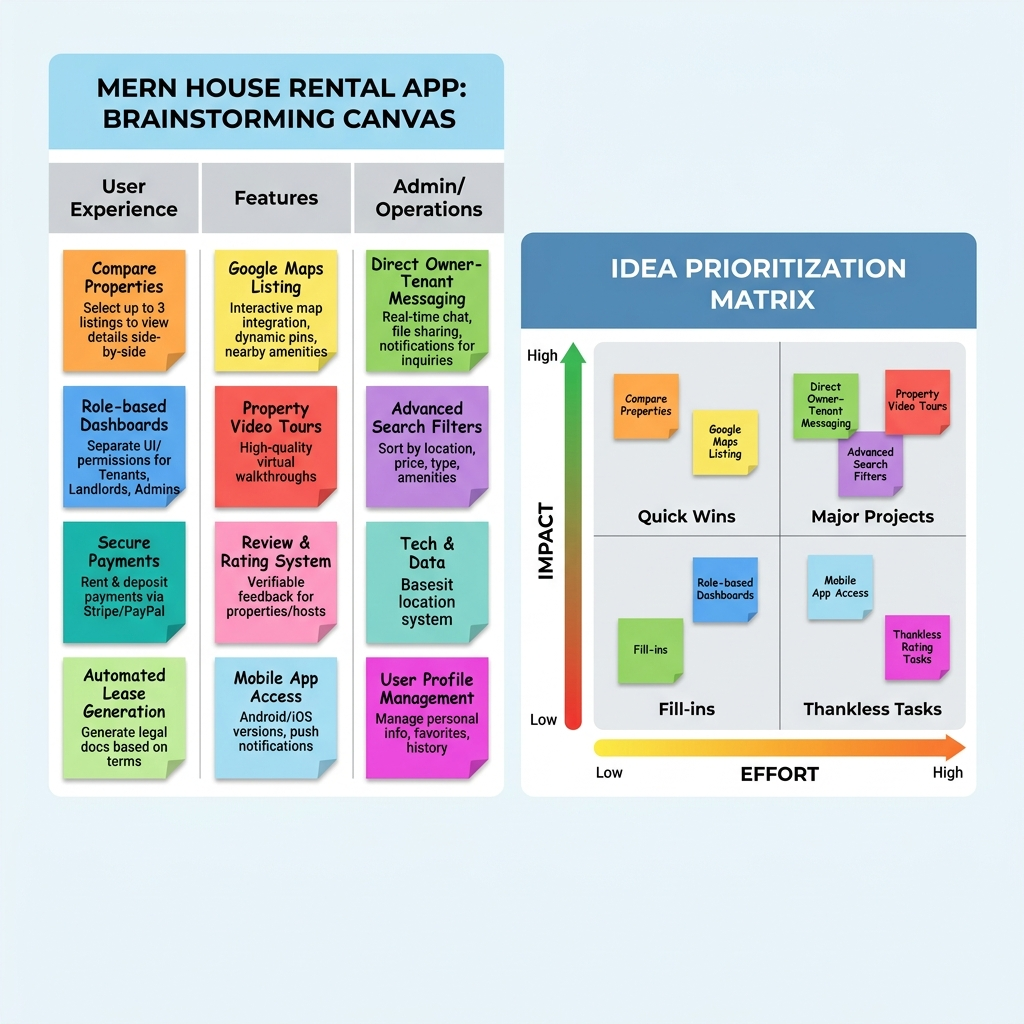 MERN HOUSE RENTAL APP:
BRAINSTORMING CANVAS
User
Experience
Features
Admin/
Operations
Compare
Properties
Select up to 3
listings to view
details side-
by-side
Google Maps
Listing
Interactive map
integration,
dynamic pins,
nearby amenities
Direct Owner-
Tenant
Messaging
Real-time chat,
file sharing,
notifications for
inquiries
Role-based
Dashboards
Separate UI/
permissions for
Tenants,
Landlords, Admins
Property
Video Tours
High-quality
virtual
walkthroughs
Advanced
Search Filters
Sort by location,
price, type,
amenities
Secure
Payments
Rent & deposit
payments via
Stripe/PayPal
Review &
Rating System
Verifiable
feedback for
properties/hosts
Tech &
Data
Basesit
location
system
Automated
Lease
Generation
Generate legal
docs based on
terms
Mobile App
Access
Android/iOS
versions, push
notifications
User Profile
Management
Manage personal
info, favorites,
history
IDEA PRIORITIZATION
MATRIX
High
IMPACT
Low
Compare
Preperties
Google
Maps
Listing
Quick Wins
Direct
Owner-
Tenant
Messaging
Property
Video Tours
Advanced
Search
Filters
Major Projects
Role-based
Dashboards
Fill-ins
Fill-ins
Mobile
App Access
Thankless
Rating
Tasks
Thankless Tasks
Low
EFFORT
High